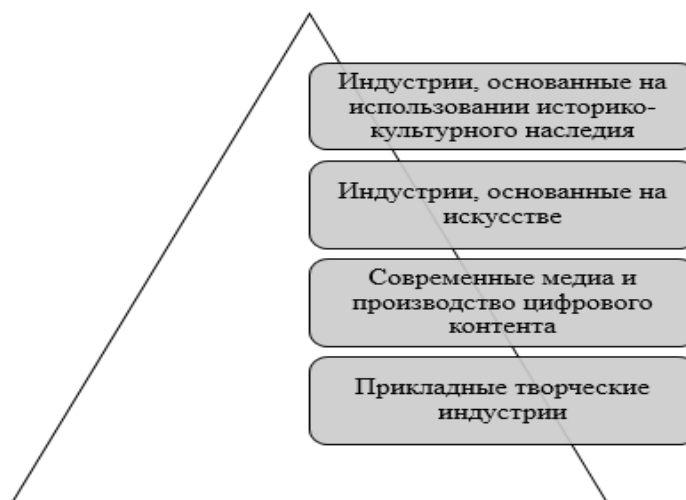 Индустрии, основанные на
использовании историко-
культурного наследия
Индустрии, основанные на
искусстве
Современные медиа и
производство цифрового
контента
Прикладные творческие
индустрии